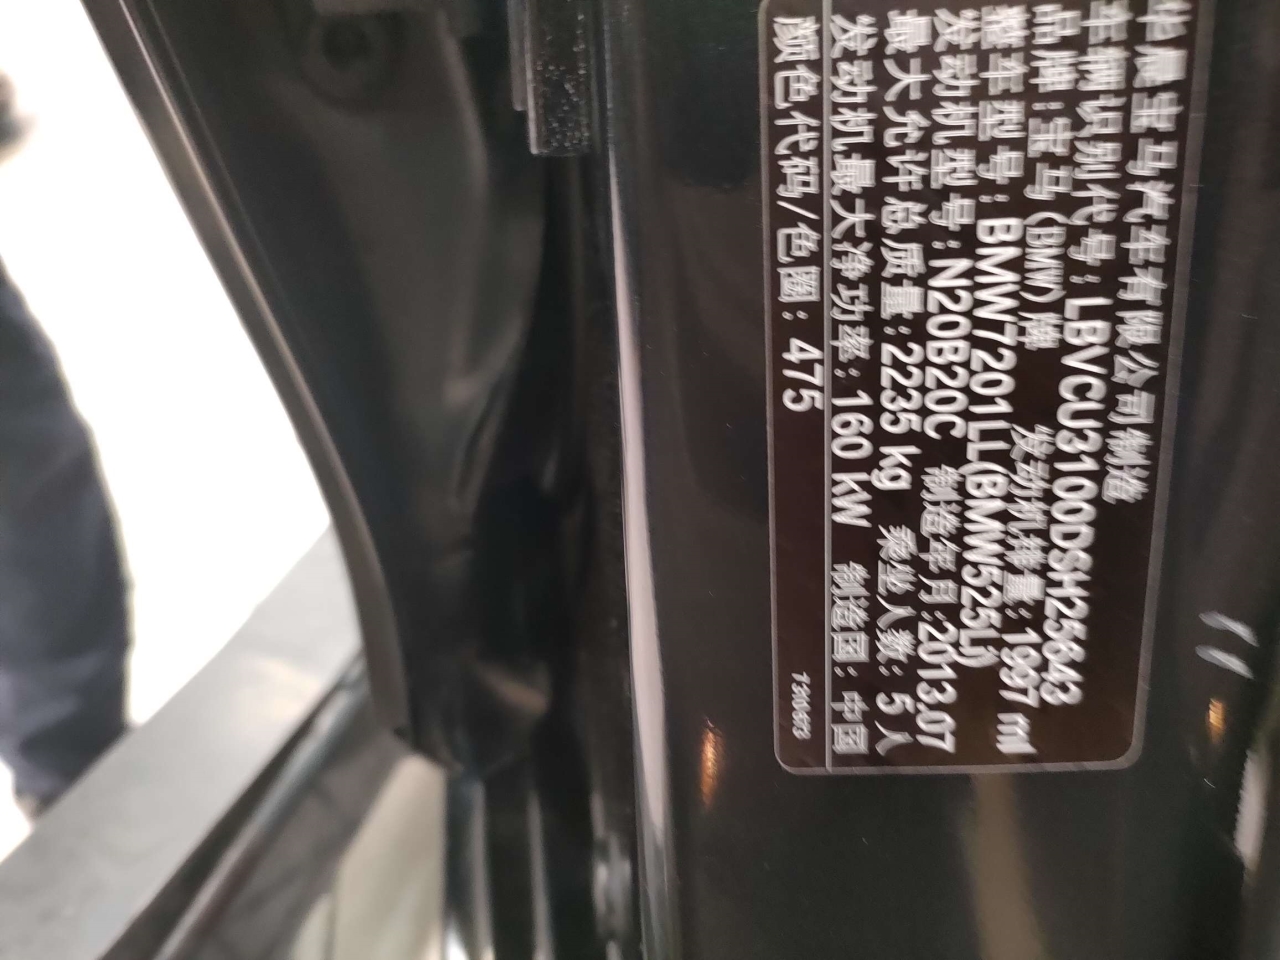 华晨宝马汽车有限公司制造
车辆识别代号：LBVCU3100DSH25643
品牌：宝马（BMW）牌 发动机排量：1997 ml
整车型号：BMW7201LL(BMW525Li)
发动机型号：N20B20C 制造年月：2013.07
最大允许总质量：2235 kg 乘坐人数：5人
发动机最大净功率：160 kW 制造国：中国
颜色代码/色圈：475